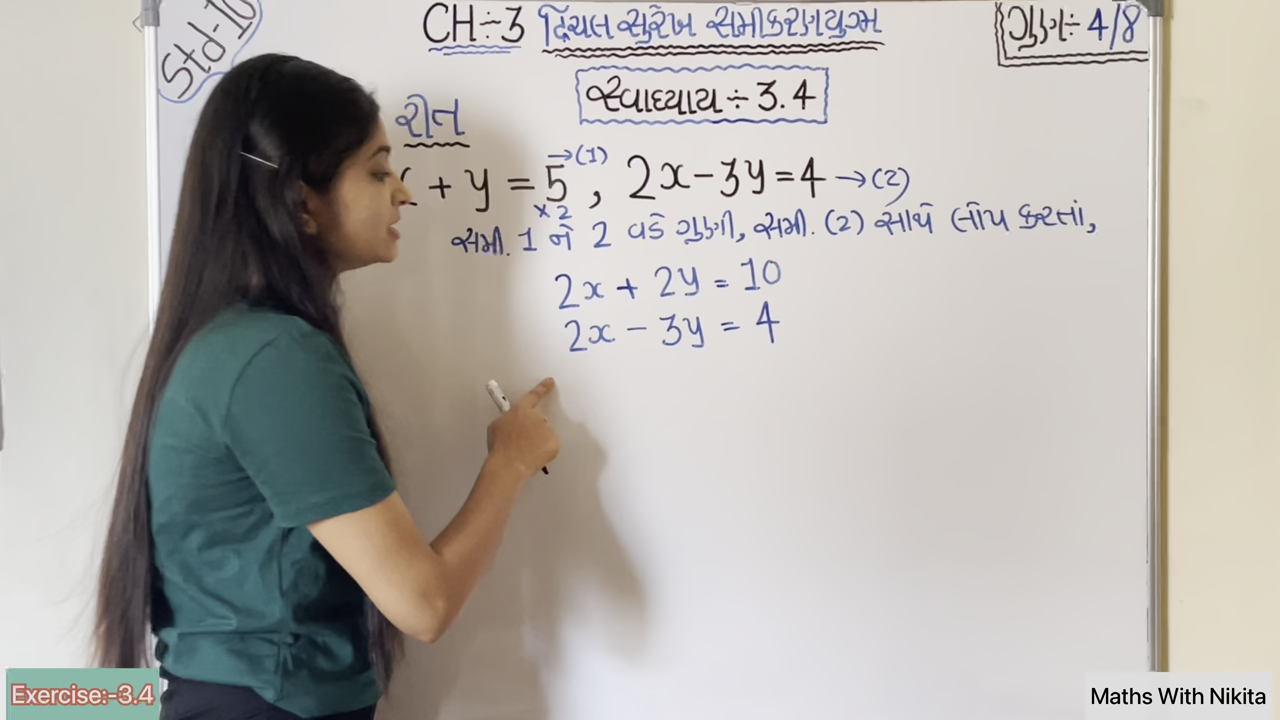 Std-10
CH÷3 દ્વિચલ સુરેખ સમીકરણયુગ્મ
ગુણ÷ 4/8
સ્વાધ્યાય÷3.4
રીત
+ y = 5 →(1) , 2x-3y=4 →(2)
×2
સમી. 1 ને 2 વડે ગુણી, સમી. (2) સાથે લોપ કરતાં,
2x + 2y = 10
2x - 3y = 4
Exercise:-3.4
Maths With Nikita